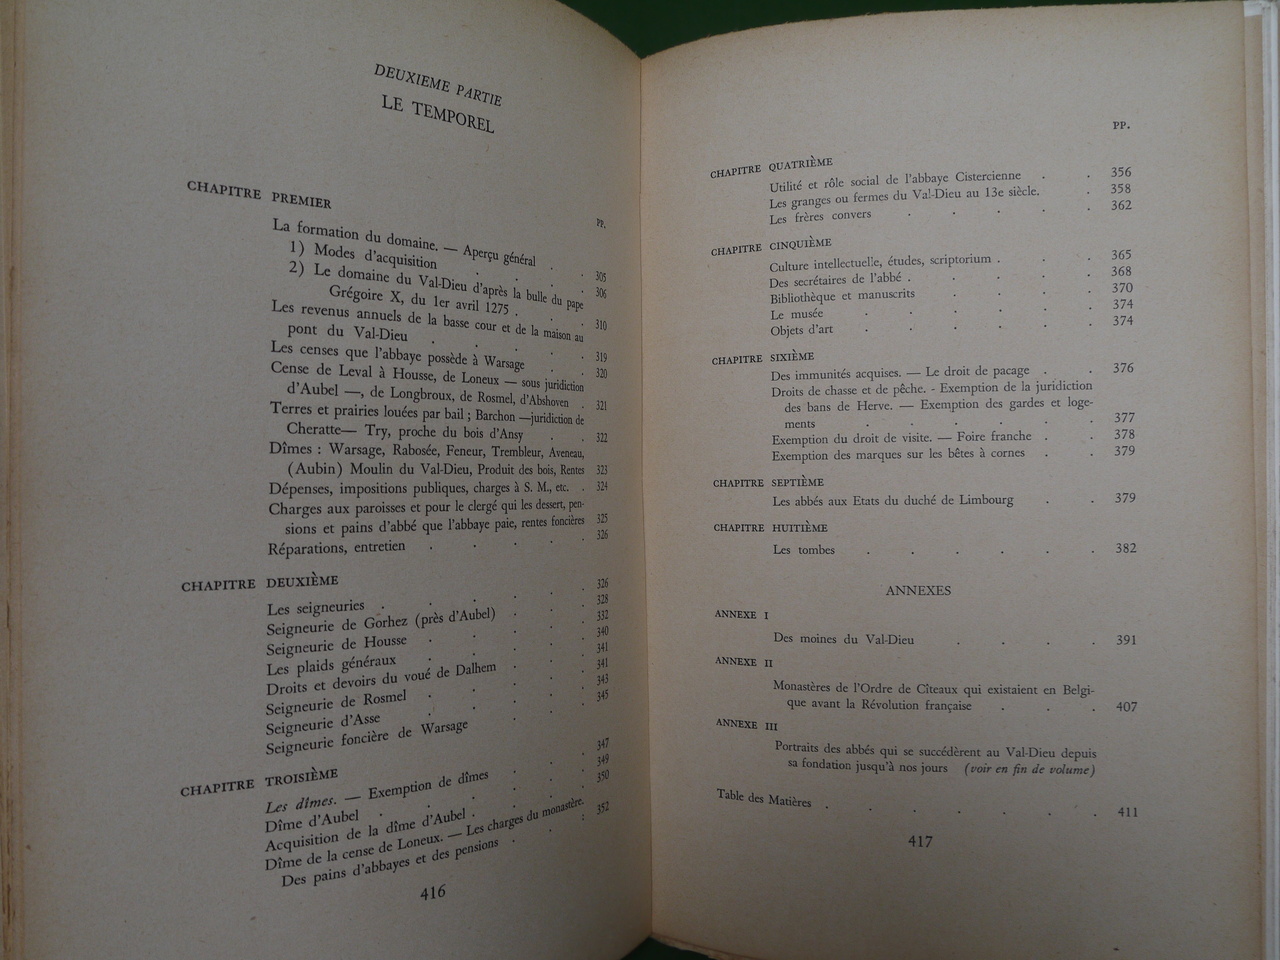 DEUXIEME PARTIE
LE TEMPOREL
CHAPITRE PREMIER
PP.
La formation du domaine. — Aperçu général . . 305
1) Modes d'acquisition . . . . 306
2) Le domaine du Val-Dieu d'après la bulle du pape
Grégoire X, du 1er avril 1275 . . . 310
Les revenus annuels de la basse cour et de la maison au
pont du Val-Dieu . . . . 319
Les censes que l'abbaye possède à Warsage . . 320
Cense de Leval à Housse, de Loneux — sous juridiction
d'Aubel —, de Longbroux, de Rosmel, d'Abshoven . 321
Terres et prairies louées par bail ; Barchon —juridiction de
Cheratte— Try, proche du bois d'Ansy . . 322
Dîmes : Warsage, Rabosée, Feneur, Trembleur, Aveneau,
(Aubin) Moulin du Val-Dieu, Produit des bois, Rentes 323
Dépenses, impositions publiques, charges à S. M., etc. . 324
Charges aux paroisses et pour le clergé qui les dessert, pen-
sions et pains d'abbé que l'abbaye paie, rentes foncières 325
Réparations, entretien . . . . . 326
CHAPITRE DEUXIÈME
Les seigneuries . . . . . 326
Seigneurie de Gorhez (près d'Aubel) . . 328
Seigneurie de Housse . . . . 332
Les plaids généraux . . . . 340
Droits et devoirs du voué de Dalhem . . 341
Seigneurie de Rosmel . . . . 341
Seigneurie d'Asse . . . . 343
Seigneurie foncière de Warsage . . 345
CHAPITRE TROISIÈME
Les dîmes. — Exemption de dîmes . . 347
Dîme d'Aubel . . . . 349
Acquisition de la dîme d'Aubel . . . 350
Dîme de la cense de Loneux. — Les charges du monastère.
Des pains d'abbayes et des pensions . . . 352
416
PP.
CHAPITRE QUATRIÈME
Utilité et rôle social de l'abbaye Cistercienne . . 356
Les granges ou fermes du Val-Dieu au 13e siècle. . 358
Les frères convers . . . . . 362
CHAPITRE CINQUIÈME
Culture intellectuelle, études, scriptorium . . . 365
Des secrétaires de l'abbé . . . . . 368
Bibliothèque et manuscrits . . . . 370
Le musée . . . . . . 374
Objets d'art . . . . . . 374
CHAPITRE SIXIÈME
Des immunités acquises. — Le droit de pacage . . 376
Droits de chasse et de pêche. - Exemption de la juridiction
des bans de Herve. — Exemption des gardes et loge-
ments . . . . . . 377
Exemption du droit de visite. — Foire franche . . 378
Exemption des marques sur les bêtes à cornes . . 379
CHAPITRE SEPTIÈME
Les abbés aux Etats du duché de Limbourg . . 379
CHAPITRE HUITIÈME
Les tombes . . . . . . 382
ANNEXES
ANNEXE I
Des moines du Val-Dieu . . . . 391
ANNEXE II
Monastères de l'Ordre de Cîteaux qui existaient en Belgi-
que avant la Révolution française . . . 407
ANNEXE III
Portraits des abbés qui se succédèrent au Val-Dieu depuis
sa fondation jusqu'à nos jours (voir en fin de volume)
Table des Matières . . . . . . . 411
417